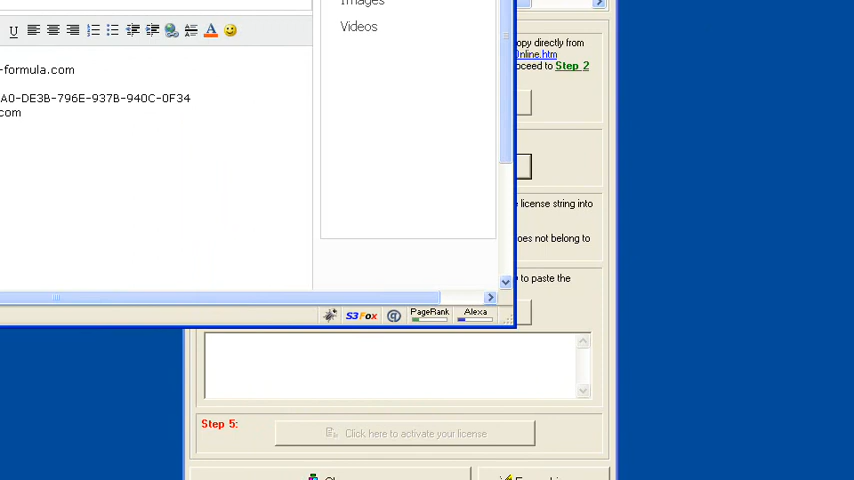 Images
Videos
-formula.com
A0-DE3B-796E-937B-940C-0F34
com
S3Fox
PageRank
Alexa
opy directly from
Online.htm
oceed to Step 2
e license string into
oes not belong to
to paste the
Step 5:
Click here to activate your license